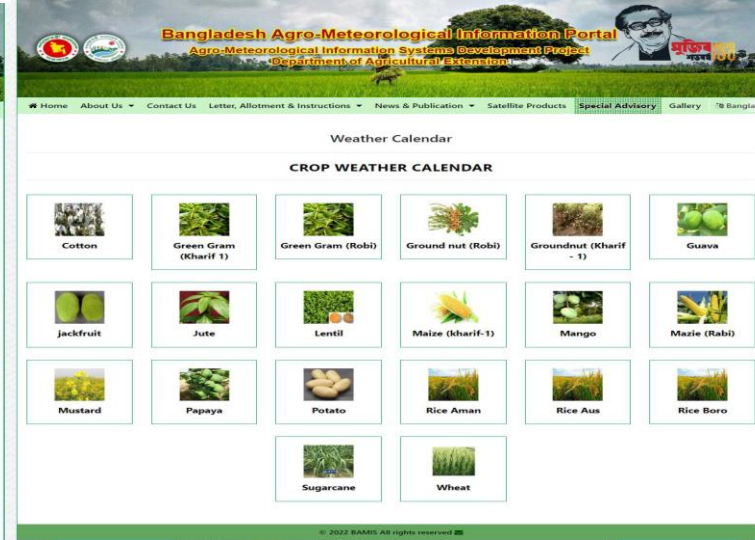 Bangladesh Agro-Meteorological Information Portal
Agro-Meteorological Information Systems Development Project
Department of Agricultural Extension
Home About Us Contact Us Letter, Allotment & Instructions News & Publication Satellite Products Special Advisory Gallery Bangla
Weather Calendar
CROP WEATHER CALENDAR
Cotton
Green Gram
(Kharif 1)
Green Gram (Robi)
Ground nut (Robi)
Groundnut (Kharif
- 1)
Guava
jackfruit
Jute
Lentil
Maize (kharif-1)
Mango
Mazie (Rabi)
Mustard
Papaya
Potato
Rice Aman
Rice Aus
Rice Boro
Sugarcane
Wheat
© 2022 BAMIS All rights reserved